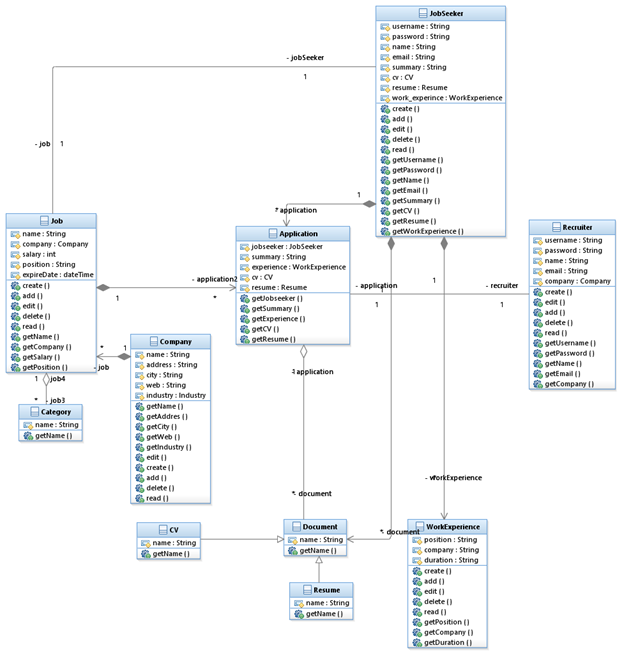 JobSeeker
username : String
password : String
name : String
email : String
summary : String
cv : CV
resume : Resume
work_experince : WorkExperience
create ( )
add ( )
edit ( )
delete ( )
read ( )
getUsername ( )
getPassword ( )
getName ( )
getEmail ( )
getSummary ( )
getCV ( )
getResume ( )
getWorkExperience ( )
- jobSeeker
1
- job
1
Job
name : String
company : Company
salary : int
position : String
expireDate : dateTime
create ( )
add ( )
edit ( )
delete ( )
read ( )
getName ( )
getCompany ( )
getSalary ( )
getPosition ( )
1
application
Application
jobseeker : JobSeeker
summary : String
experience : WorkExperience
cv : CV
resume : Resume
getJobseeker ( )
getSummary ( )
getExperience ( )
getCV ( )
getResume ( )
- application2
1
*
Recruiter
username : String
password : String
name : String
email : String
company : Company
create ( )
edit ( )
add ( )
delete ( )
read ( )
getUsername ( )
getPassword ( )
getName ( )
getEmail ( )
getCompany ( )
- application
1
- recruiter
1
1
Company
name : String
address : String
city : String
web : String
industry : Industry
getName ( )
getAddres ( )
getCity ( )
getWeb ( )
getIndustry ( )
edit ( )
create ( )
add ( )
delete ( )
read ( )
*
1
- job
1
job4
*
- job3
Category
name : String
getName ( )
application
document
- workExperience
CV
name : String
getName ( )
Document
name : String
getName ( )
document
Resume
name : String
getName ( )
WorkExperience
position : String
company : String
duration : String
create ( )
add ( )
edit ( )
delete ( )
read ( )
getPosition ( )
getCompany ( )
getDuration ( )